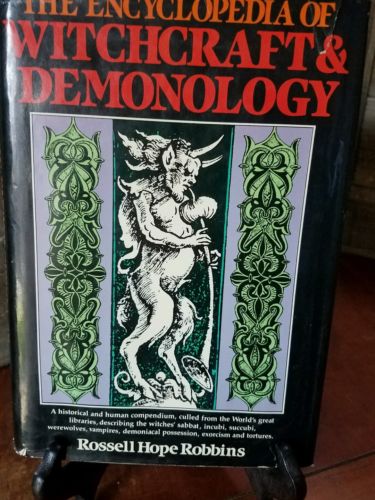 THE ENCYCLOPEDIA OF
WITCHCRAFT &
DEMONOLOGY
A historical and human compendium, culled from the World's great
libraries, describing the witches' sabbat, incubi, succubi,
werewolves, vampires, demoniacal possession, exorcism and tortures.
Rossell Hope Robbins